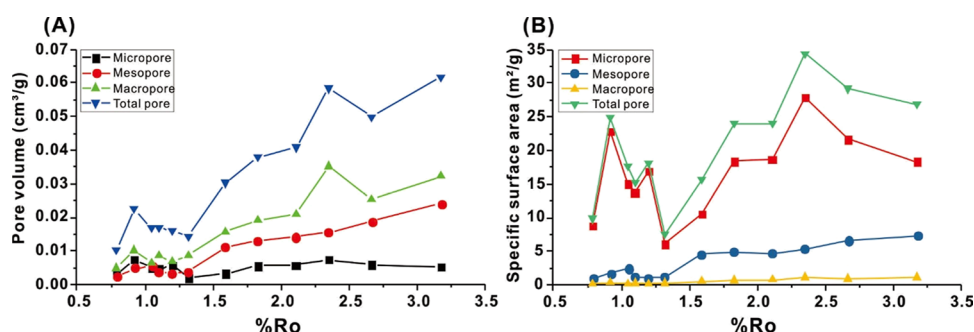 (A)
0.07
0.06
0.05
0.04
0.03
0.02
0.01
0.00
Pore volume (cm³/g)
Micropore
Mesopore
Macropore
Total pore
0.5
1.0
1.5
2.0
2.5
3.0
3.5
%Ro
(B)
35
30
25
20
15
10
5
0
Specific surface area (m²/g)
Micropore
Mesopore
Macropore
Total pore
0.5
1.0
1.5
2.0
2.5
3.0
3.5
%Ro